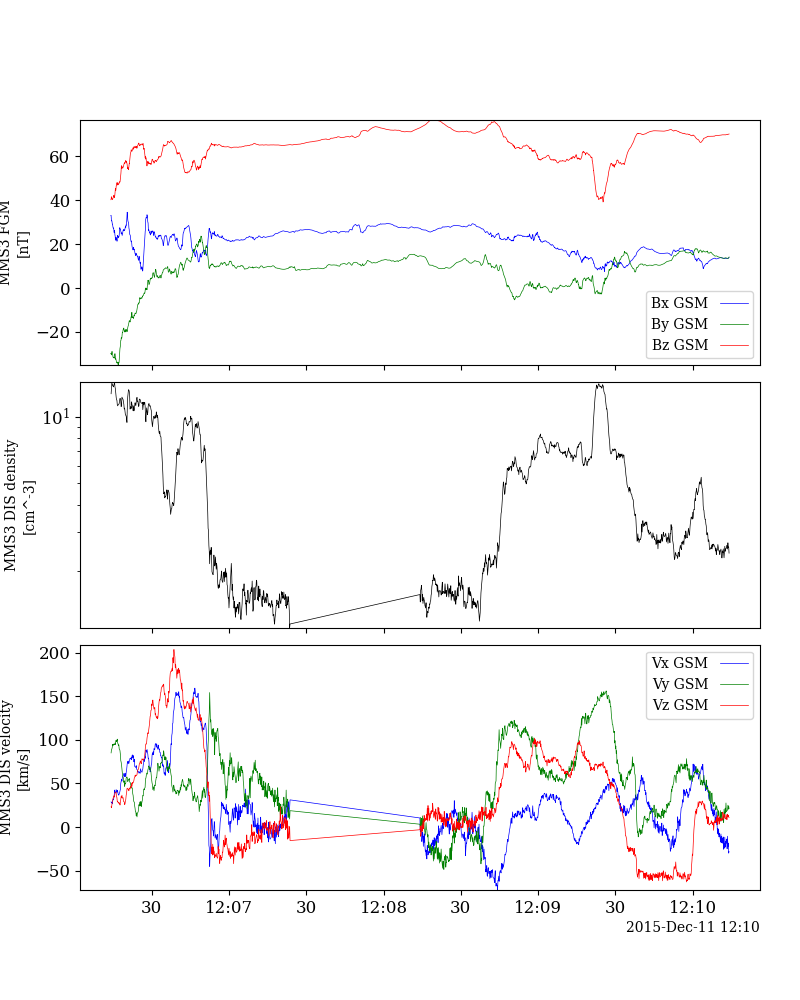 60
40
20
0
−20
MMS3 FGM
[nT]
Bx GSM
By GSM
Bz GSM
10^1
MMS3 DIS density
[cm^-3]
200
150
100
50
0
−50
MMS3 DIS velocity
[km/s]
Vx GSM
Vy GSM
Vz GSM
30 12:07 30 12:08 30 12:09 30 12:10
2015-Dec-11 12:10